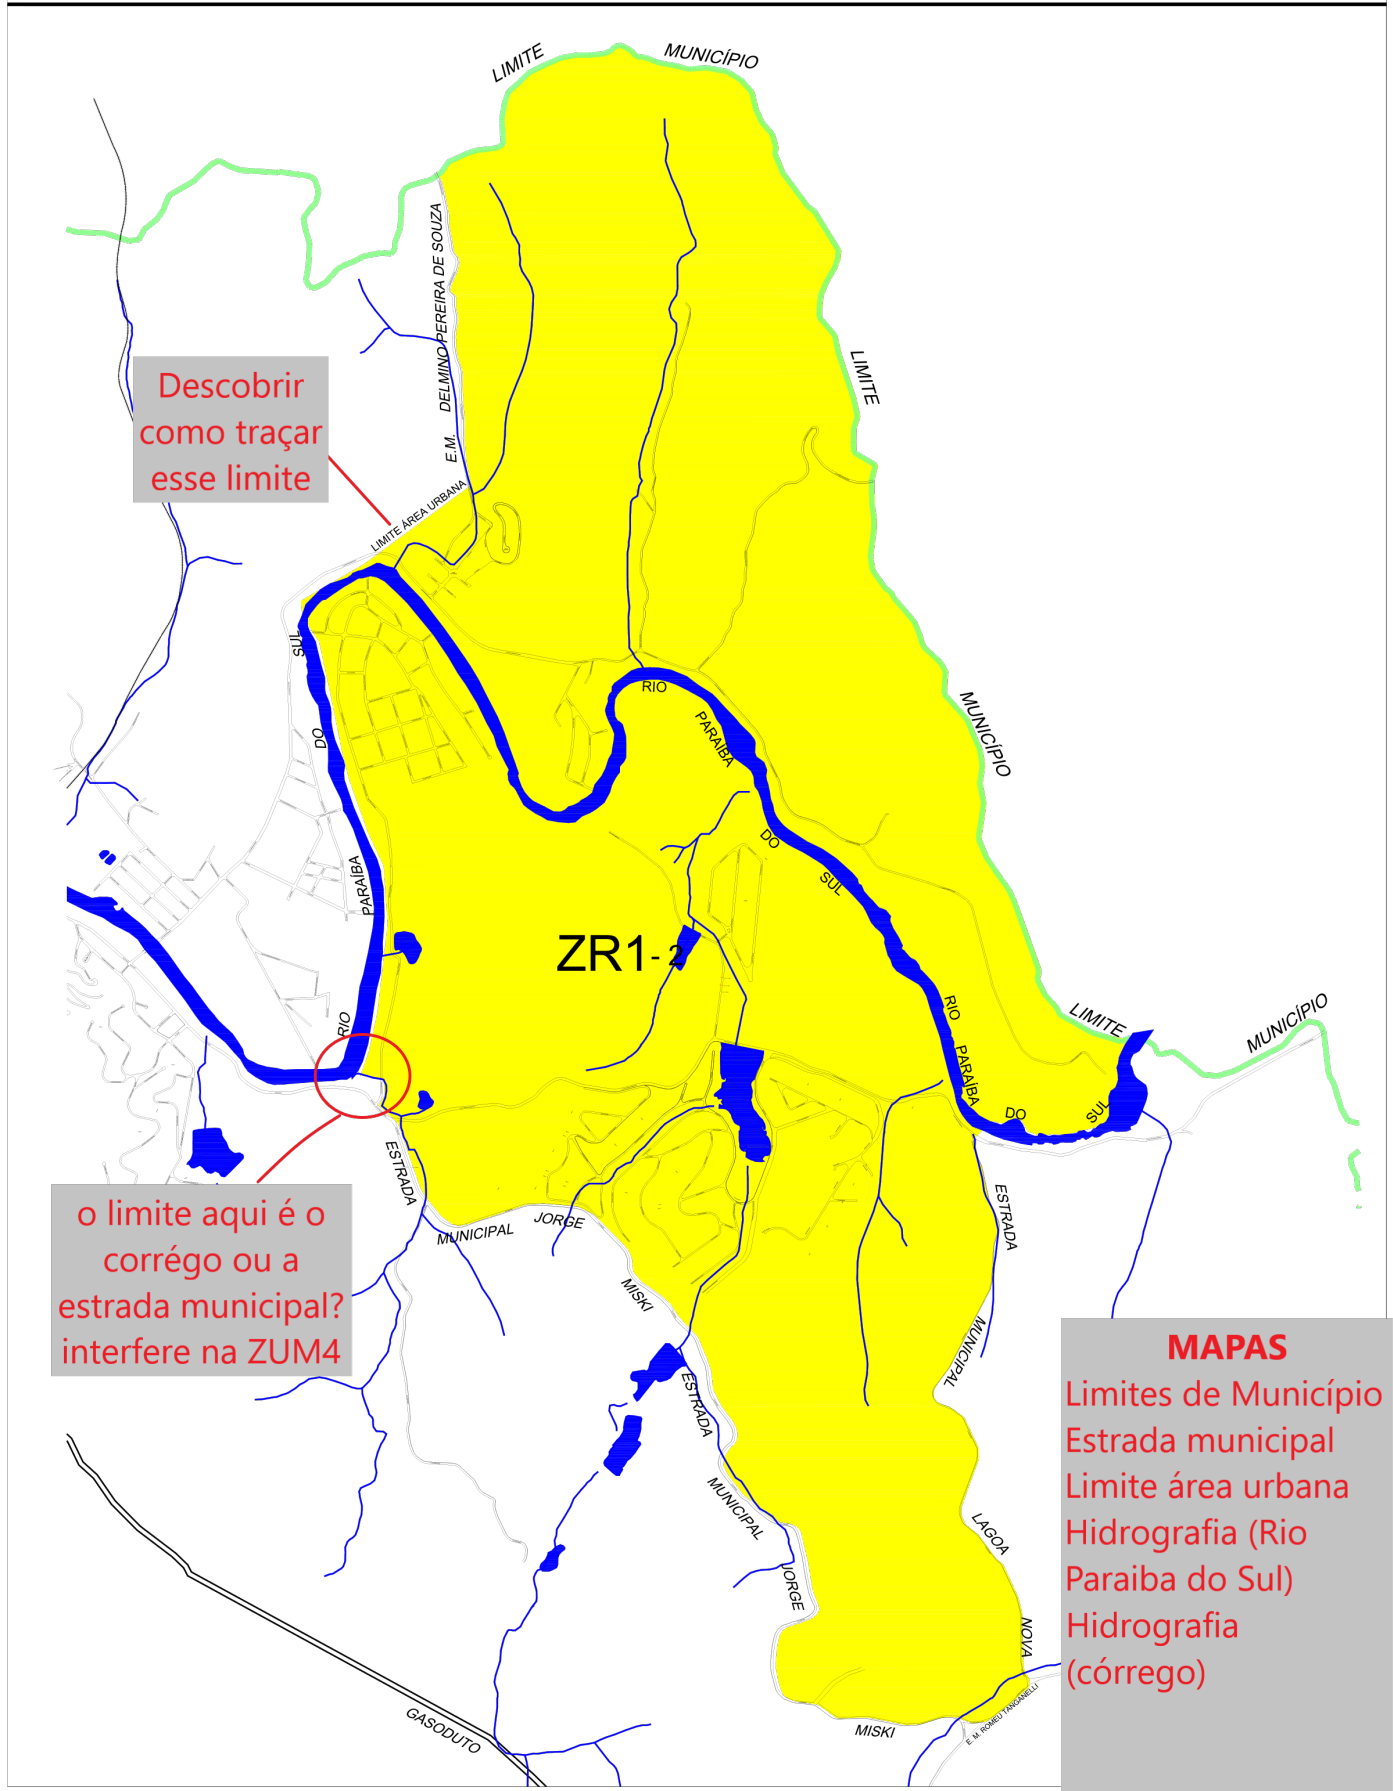 LIMITE
MUNICÍPIO
E.M. DELMINO PEREIRA DE SOUZA
LIMITE
Descobrir
como traçar
esse limite
LIMITE ÁREA URBANA
SUL
DO
PARAÍBA
RIO
RIO
PARAÍBA
DO
SUL
MUNICÍPIO
ZR1- 2
RIO
PARAÍBA
DO
SUL
LIMITE
MUNICÍPIO
o limite aqui é o
corrégo ou a
estrada municipal?
interfere na ZUM4
ESTRADA
MUNICIPAL
JORGE
MISKI
ESTRADA
MUNICIPAL
JORGE
MISKI
ESTRADA
MUNICIPAL
LAGOA
NOVA
E. M. ROMEU TANGANELLI
GASODUTO
MAPAS
Limites de Município
Estrada municipal
Limite área urbana
Hidrografia (Rio
Paraiba do Sul)
Hidrografia
(córrego)